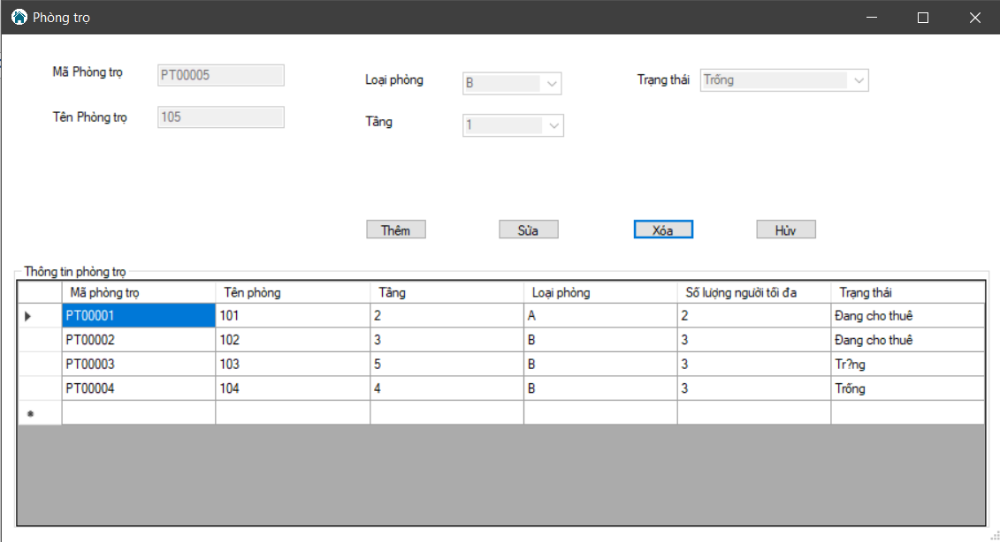 Phòng trọ
Mã Phòng trọ PT00005 Loại phòng B Trạng thái Trống
Tên Phòng trọ 105 Tầng 1
Thêm Sửa Xóa Hủy
Thông tin phòng trọ
Mã phòng trọ Tên phòng Tầng Loại phòng Số lượng người tối đa Trạng thái
PT00001 101 2 A 2 Đang cho thuê
PT00002 102 3 B 3 Đang cho thuê
PT00003 103 5 B 3 Tr?ng
PT00004 104 4 B 3 Trống